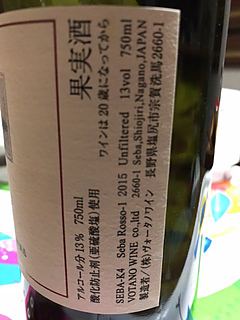 果実酒
ワインは20歳になってから
アルコール分13% 750ml
酸化防止剤(亜硫酸塩)使用
SEBA-K4 Seba Rosso-1 2015 Unfiltered 13vol 750ml
VOTANO WINE co.,ltd 2660-1 Seba,Shiojiri,Nagano,JAPAN
製造者/(株)ヴォータノワイン 長野県塩尻市宗賀洗馬2660-1